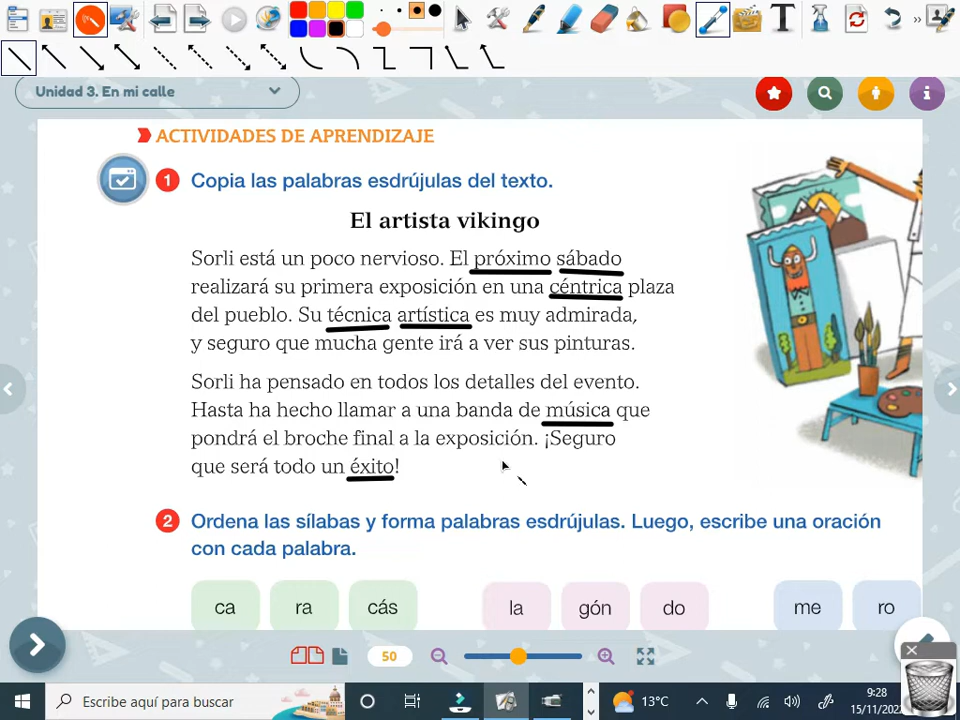 Unidad 3. En mi calle
ACTIVIDADES DE APRENDIZAJE
1 Copia las palabras esdrújulas del texto.
El artista vikingo
Sorli está un poco nervioso. El próximo sábado
realizará su primera exposición en una céntrica plaza
del pueblo. Su técnica artística es muy admirada,
y seguro que mucha gente irá a ver sus pinturas.
Sorli ha pensado en todos los detalles del evento.
Hasta ha hecho llamar a una banda de música que
pondrá el broche final a la exposición. ¡Seguro
que será todo un éxito!
2 Ordena las sílabas y forma palabras esdrújulas. Luego, escribe una oración
con cada palabra.
ca ra cás la gón do me ro
50
Escribe aquí para buscar
13°C
9:28